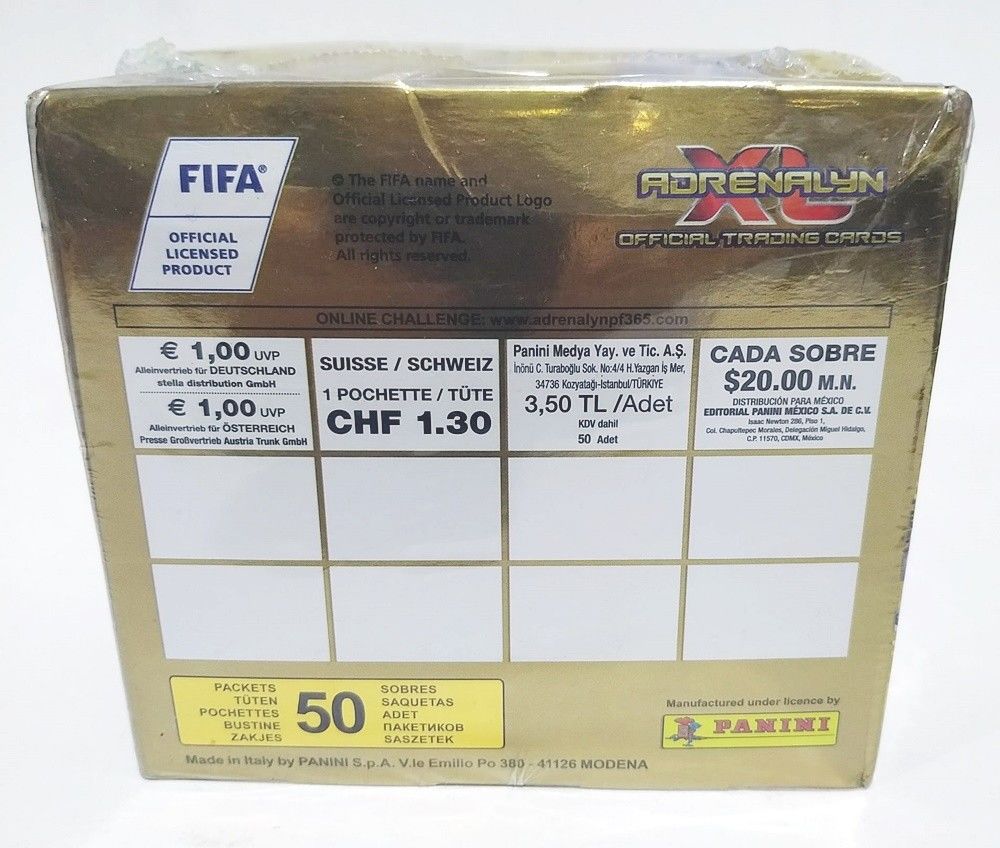 FIFA®
OFFICIAL
LICENSED
PRODUCT
© The FIFA name and
Official Licensed Product Logo
are copyright or trademark
protected by FIFA.
All rights reserved.
ADRENALYN
XL
OFFICIAL TRADING CARDS
ONLINE CHALLENGE: www.adrenalynpf365.com
€ 1,00 UVP
Alleinvertrieb für DEUTSCHLAND
stella distribution GmbH
€ 1,00 UVP
Alleinvertrieb für ÖSTERREICH
Presse Großvertrieb Austria Trunk GmbH
SUISSE / SCHWEIZ
1 POCHETTE / TÜTE
CHF 1.30
Panini Medya Yay. ve Tic. A.Ş.
İnönü C. Turaboğlu Sok. No:4/4 H.Yazgan İş Mer,
34736 Kozyatağı-İstanbul/TÜRKİYE
3,50 TL /Adet
KDV dahil
50 Adet
CADA SOBRE
$20.00 M.N.
DISTRIBUCIÓN PARA MÉXICO
EDITORIAL PANINI MÉXICO S.A. DE C.V.
Isaac Newton 286, Piso 1,
Col. Chapultepec Morales, Delegación Miguel Hidalgo,
C.P. 11570, CDMX, México
PACKETS
TÜTEN
POCHETTES
BUSTINE
ZAKJES
50
SOBRES
SAQUETAS
ADET
ПАКЕТИКОВ
SASZETEK
Manufactured under licence by
PANINI
Made in Italy by PANINI S.p.A. V.le Emilio Po 380 - 41126 MODENA